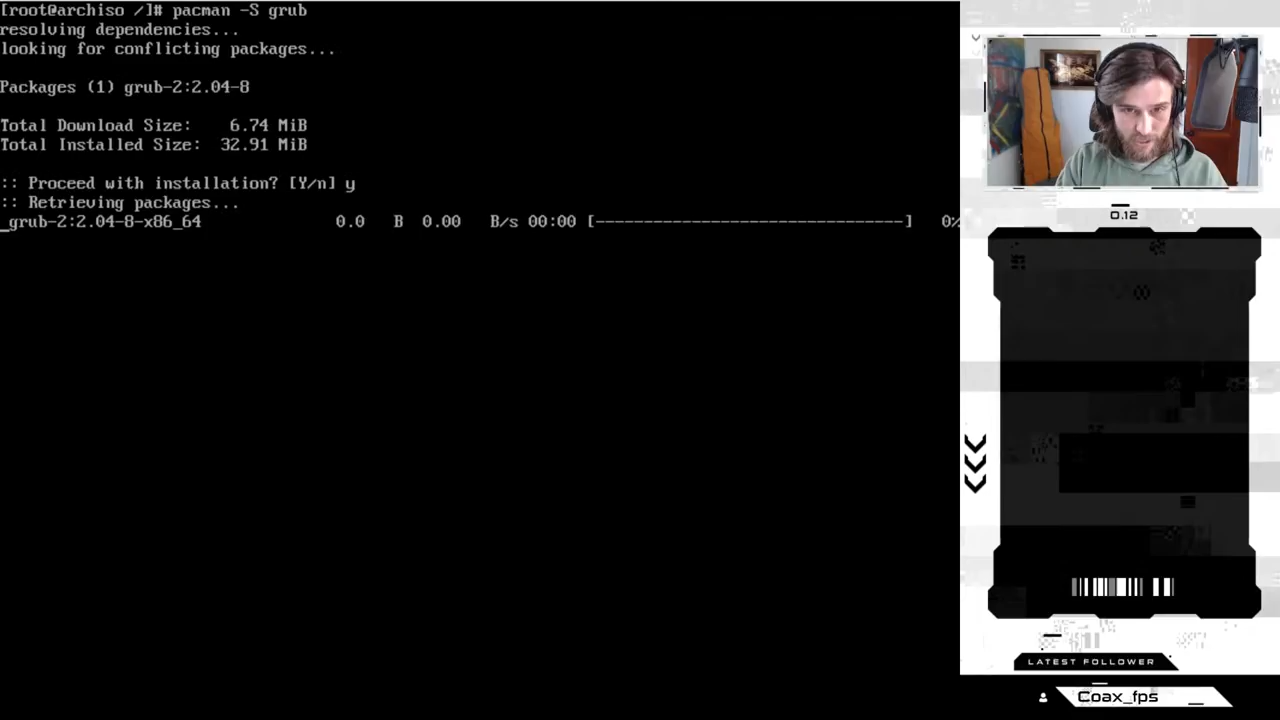 [root@archiso /]# pacman -S grub
resolving dependencies...
looking for conflicting packages...
Packages (1) grub-2:2.04-8
Total Download Size:    6.74 MiB
Total Installed Size:  32.91 MiB
:: Proceed with installation? [Y/n] y
:: Retrieving packages...
_grub-2:2.04-8-x86_64 0.0 B 0.00 B/s 00:00 [--------------------------------] 0%
0.12
LATEST FOLLOWER
Coax_fps